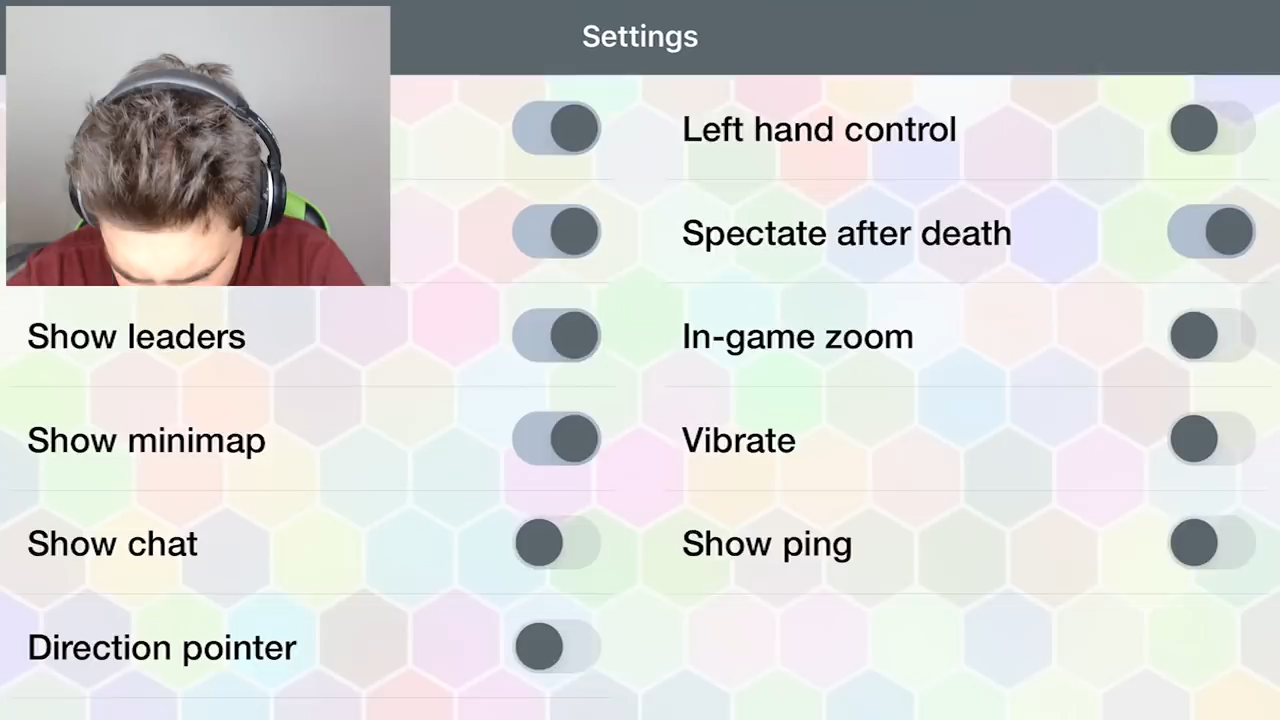 Settings
Left hand control
Spectate after death
Show leaders
In-game zoom
Show minimap
Vibrate
Show chat
Show ping
Direction pointer